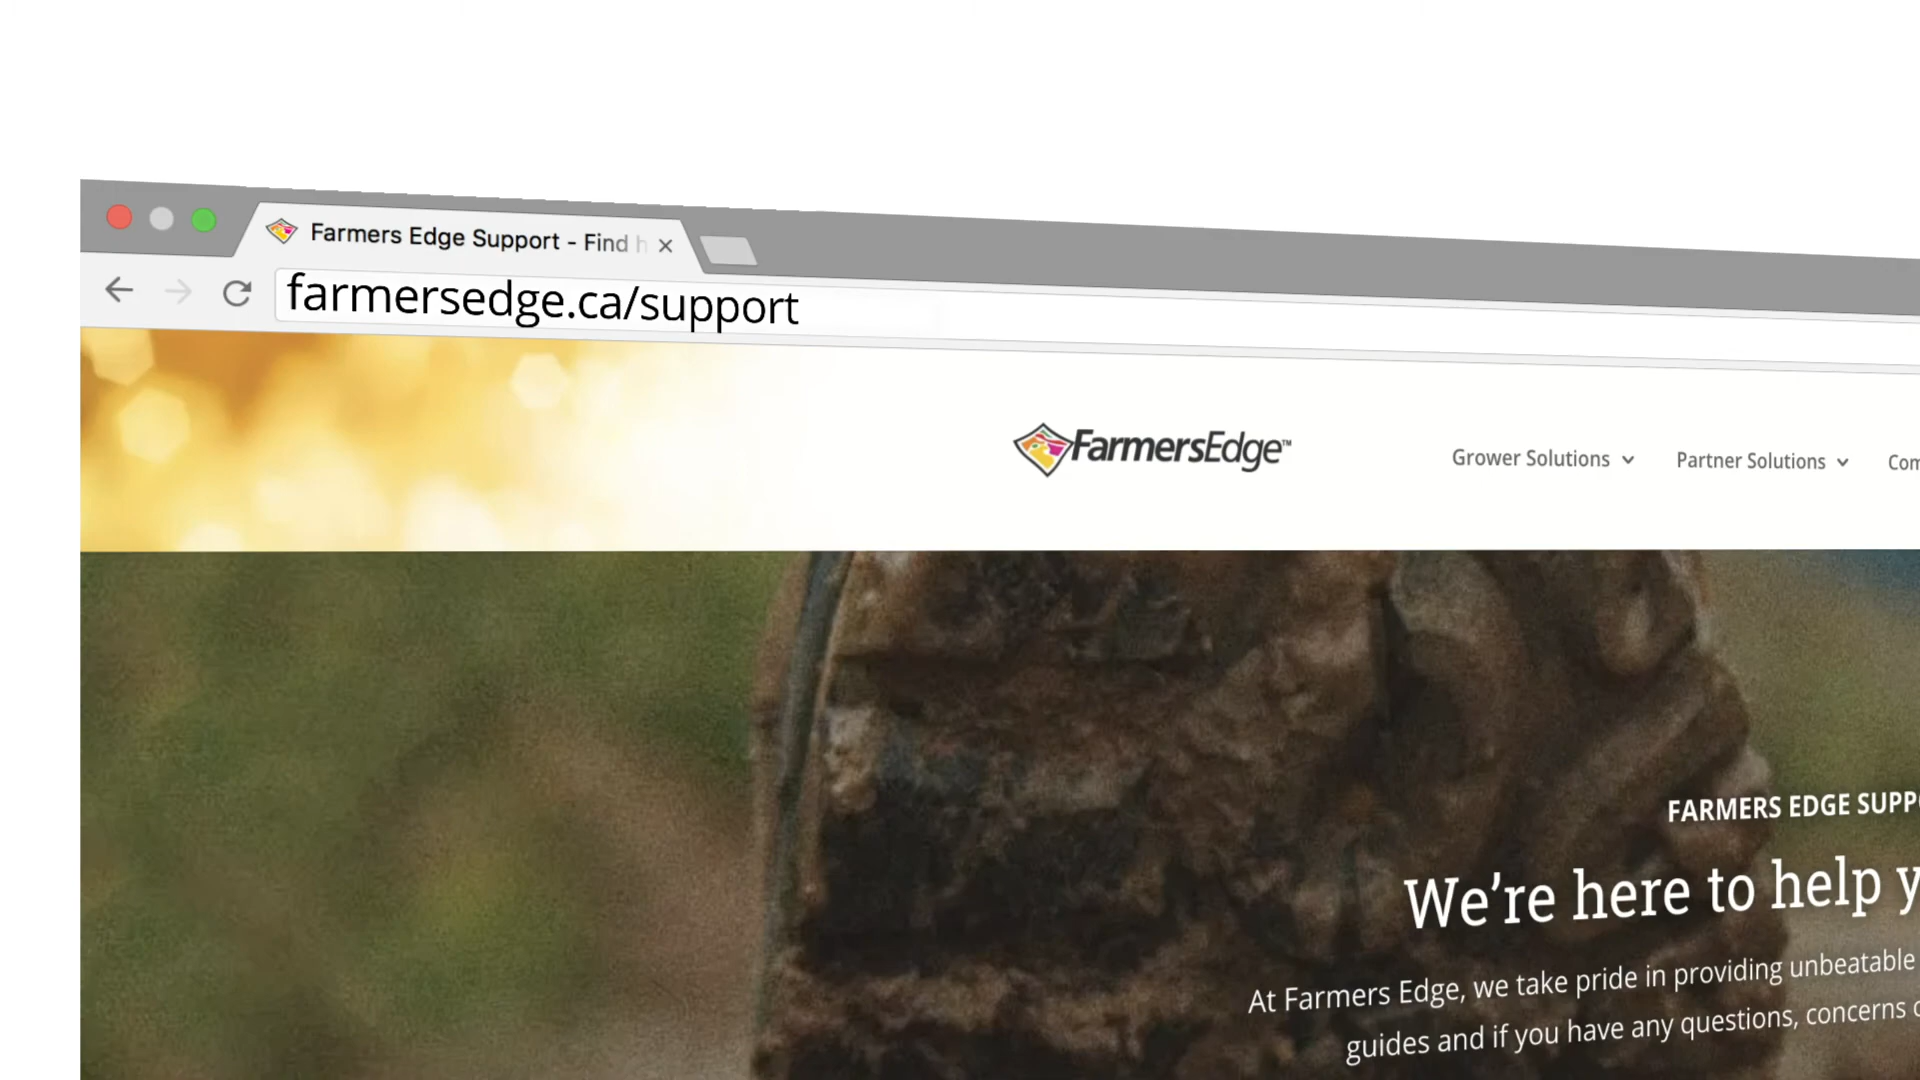 Farmers Edge Support - Find
farmersedge.ca/support
FarmersEdge™
Grower Solutions
Partner Solutions
FARMERS EDGE
We're here to help
At Farmers Edge, we take pride in providing unbeatable
guides and if you have any questions, concerns